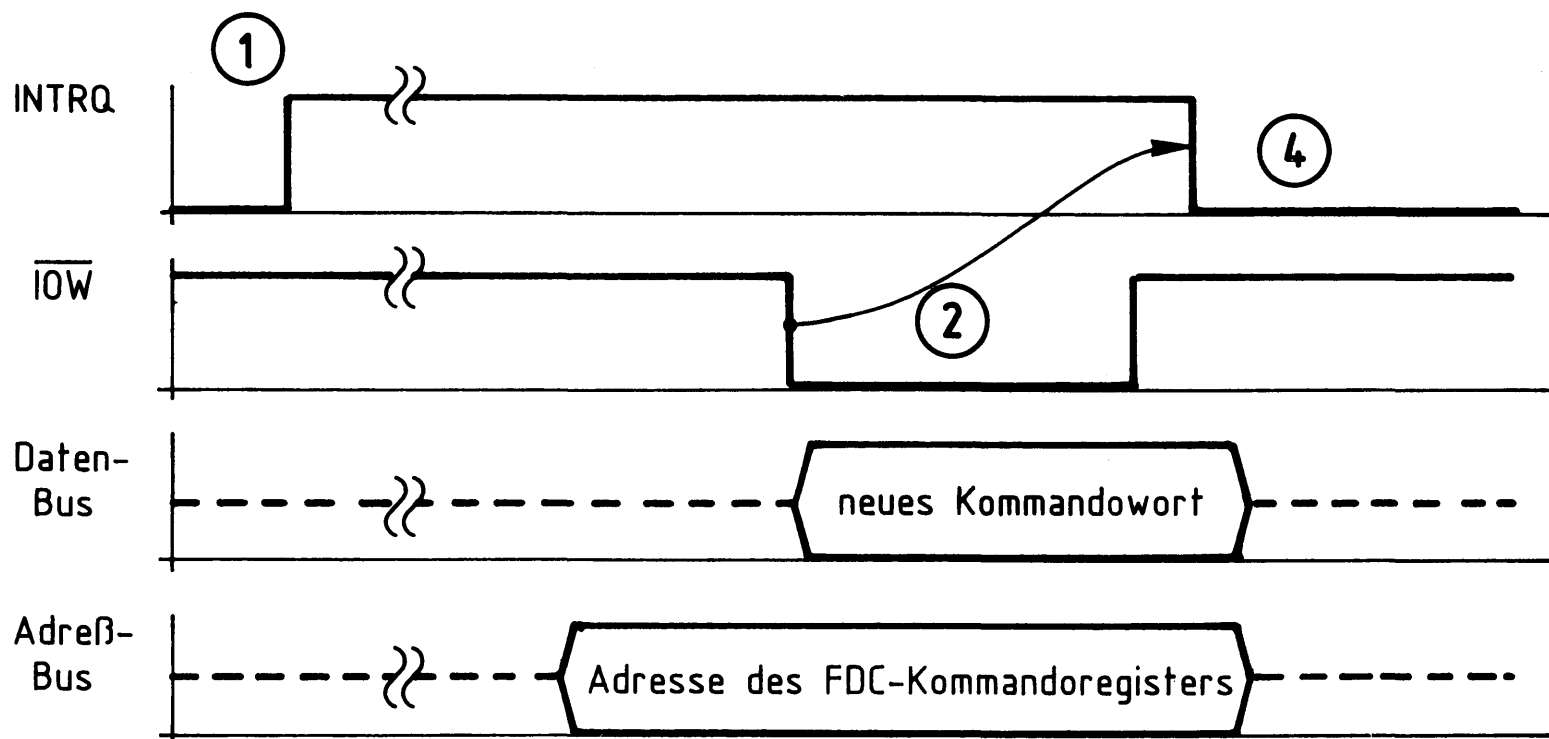 1
INTRQ
4
IOW
2
Daten-
Bus
neues Kommandowort
Adreß-
Bus
Adresse des FDC-Kommandoregisters